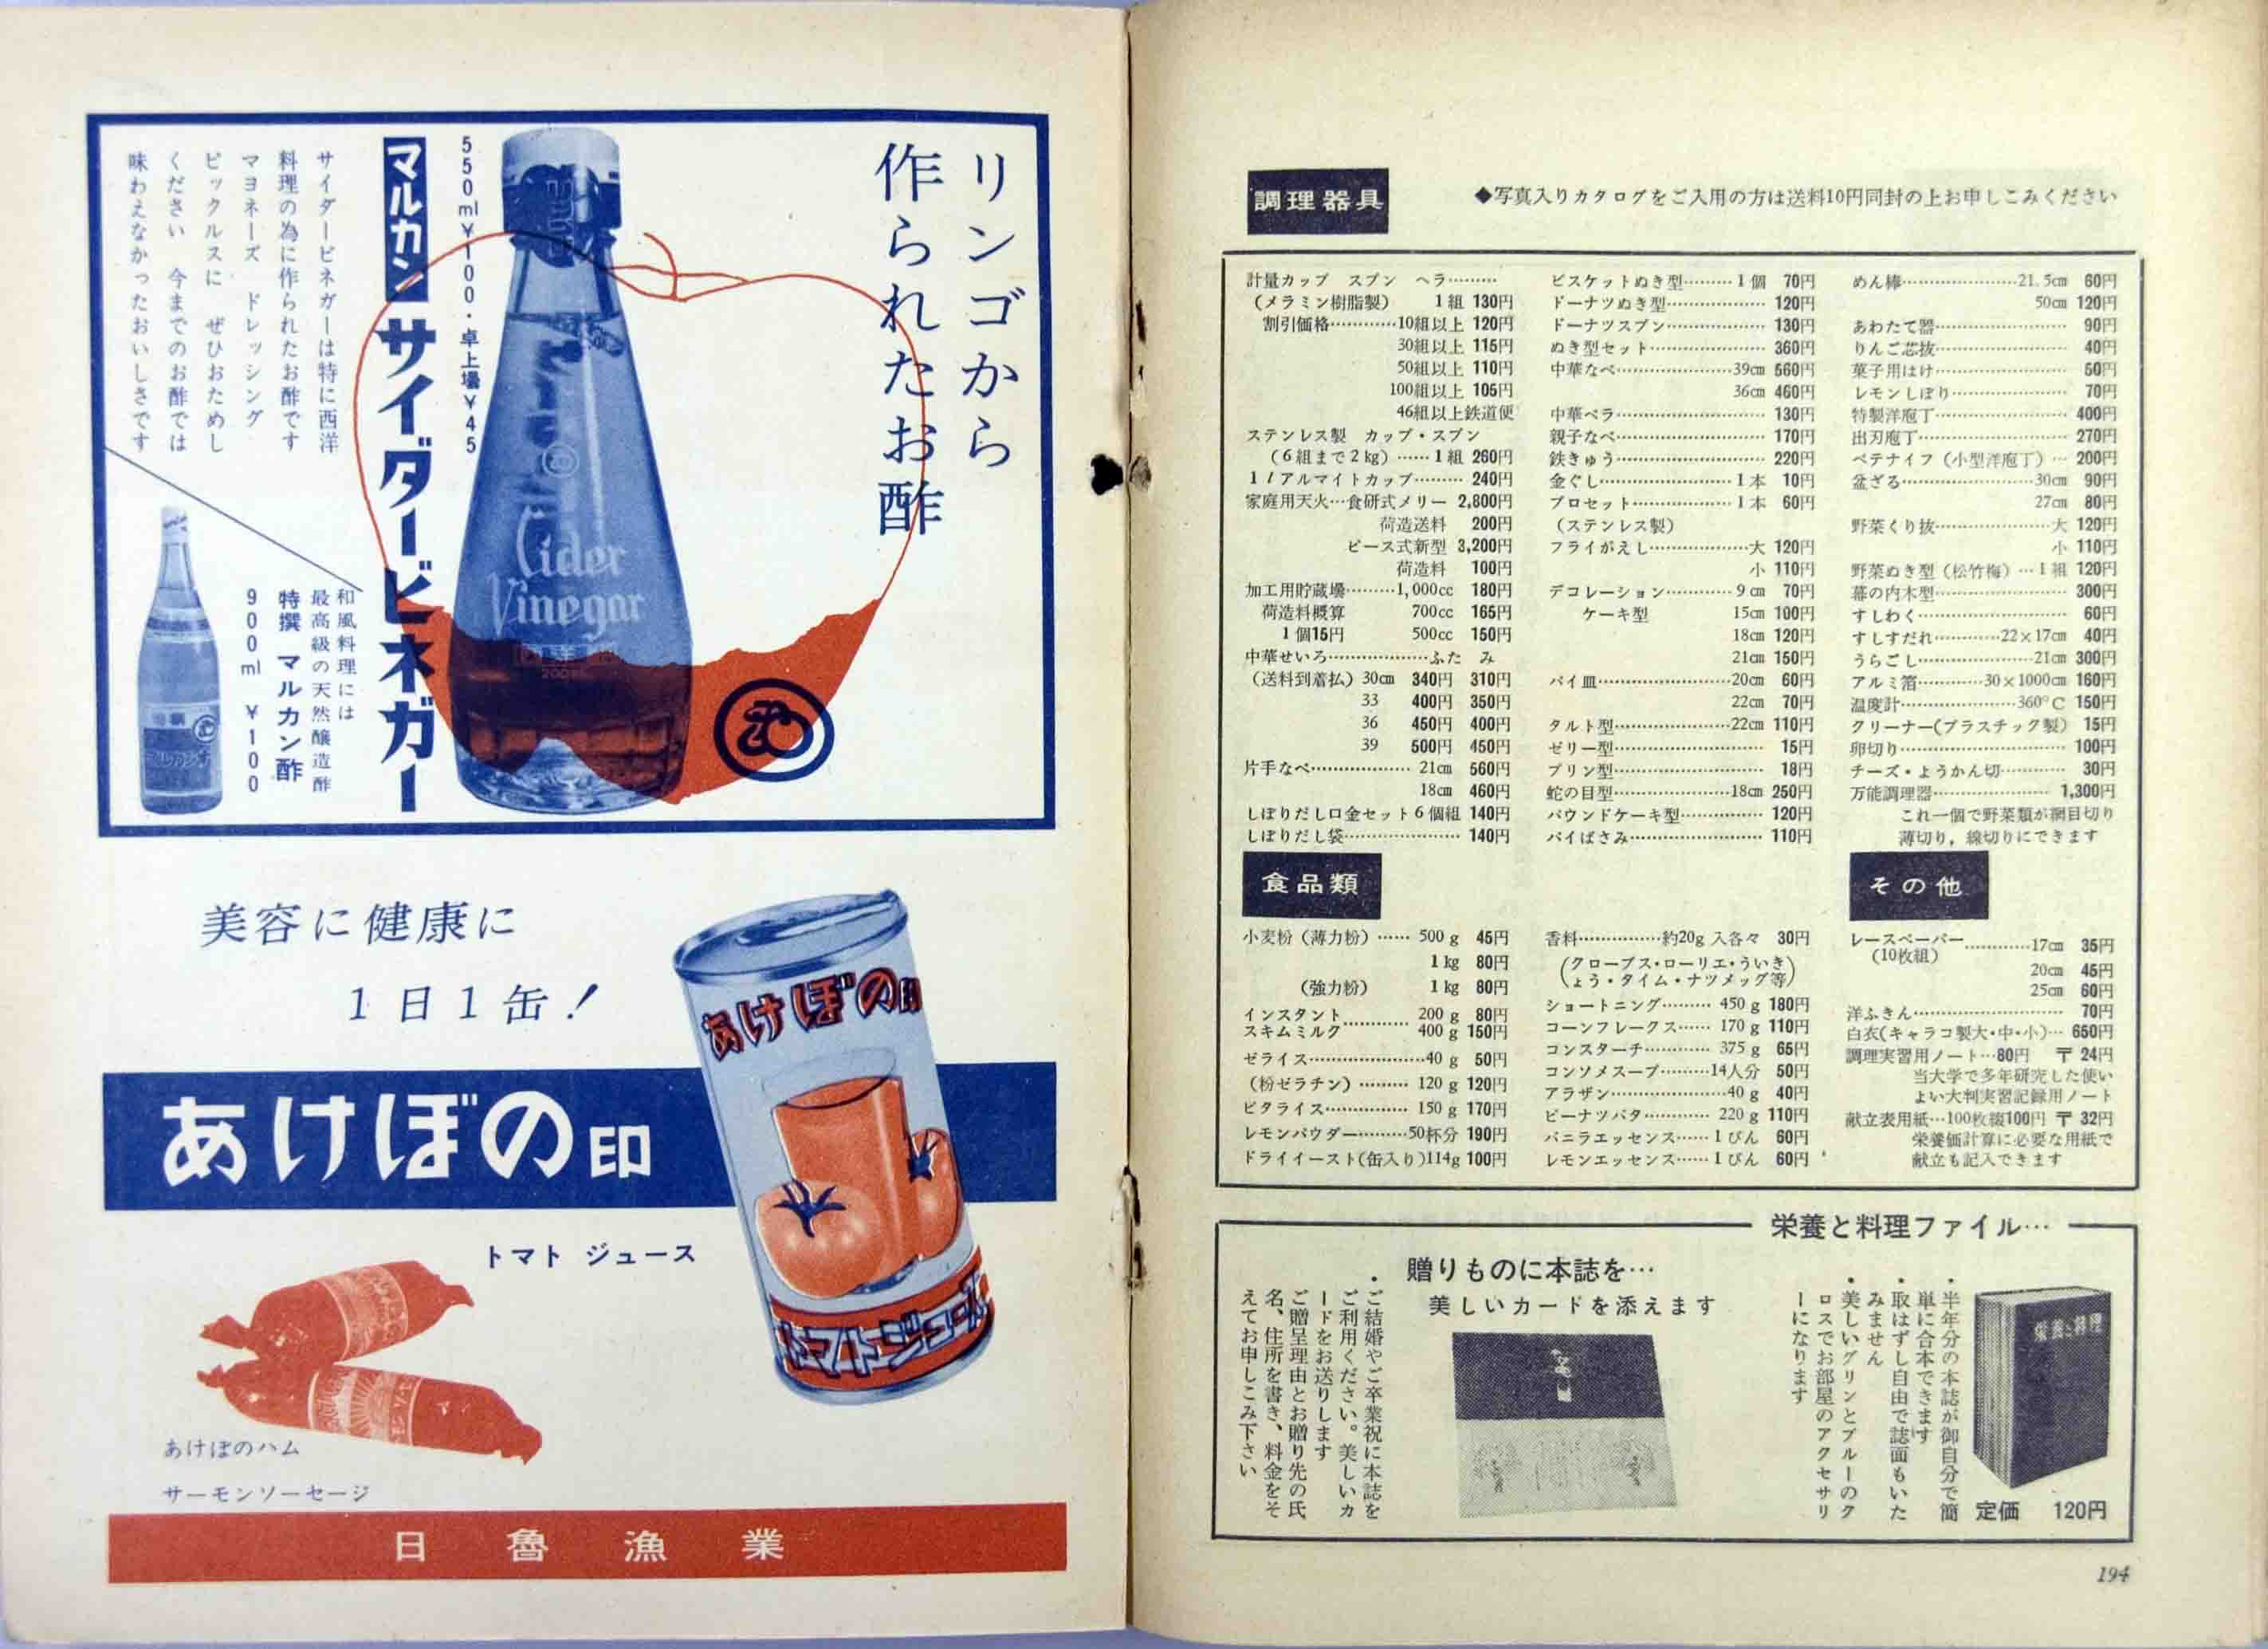 リンゴから
作られたお酢
550ml¥100・卓上壜¥45
マルカン サイダービネガー
サイダービネガーは特に西洋
料理の為に作られたお酢です
マヨネーズ ドレッシング
ピックルスに ぜひおためし
ください 今までのお酢では
味わえなかったおいしさです
Cider
Vinegar
和風料理には
最高級の天然醸造酢
特撰 マルカン酢
900ml ¥100
美容に健康に
1日1缶!
あけぼの印
あけぼの印
トマトジュース
トマト ジュース
あけぼのハム
サーモンソーセージ
日魯漁業
調理器具
◆写真入りカタログをご入用の方は送料10円同封の上お申しこみください
計量カップ スプン ヘラ………
(メラミン樹脂製) 1組 130円
割引価格…………10組以上 120円
30組以上 115円
50組以上 110円
100組以上 105円
46組以上鉄道便
ステンレス製 カップ・スプン
(6組まで2kg)……1組 260円
1lアルマイトカップ……… 240円
家庭用天火…食研式メリー 2,800円
荷造送料 200円
ピース式新型 3,200円
荷造料 100円
加工用貯蔵壜………1,000cc 180円
荷造料概算 700cc 165円
1個15円 500cc 150円
中華せいろ………………ふた み
(送料到着払) 30cm 340円 310円
33 400円 350円
36 450円 400円
39 500円 450円
片手なべ……………… 21cm 560円
18cm 460円
しぼりだし口金セット6個組 140円
しぼりだし袋………………… 140円
ビスケットぬき型………1個 70円
ドーナツぬき型……………… 120円
ドーナツスプン……………… 130円
ぬき型セット………………… 360円
中華なべ…………………39cm 560円
36cm 460円
中華ベラ……………………… 130円
親子なべ……………………… 170円
鉄きゅう……………………… 220円
金ぐし……………………1本 10円
プロセット………………1本 60円
(ステンレス製)
フライがえし………………大 120円
小 110円
デコレーション…………9cm 70円
ケーキ型 15cm 100円
18cm 120円
21cm 150円
パイ皿……………………20cm 60円
22cm 70円
タルト型…………………22cm 110円
ゼリー型……………………… 15円
プリン型……………………… 18円
蛇の目型…………………18cm 250円
パウンドケーキ型…………… 120円
パイばさみ…………………… 110円
めん棒…………………21.5cm 60円
50cm 120円
あわたて器…………………… 90円
りんご芯抜…………………… 40円
菓子用はけ…………………… 50円
レモンしぼり………………… 70円
特製洋庖丁…………………… 400円
出刃庖丁……………………… 270円
ペテナイフ(小型洋庖丁)… 200円
盆ざる……………………30cm 90円
27cm 80円
野菜くり抜…………………大 120円
小 110円
野菜ぬき型(松竹梅)…1組 120円
幕の内木型…………………… 300円
すしわく……………………… 60円
すしすだれ…………22×17cm 40円
うらごし…………………21cm 300円
アルミ箔…………30×1000cm 160円
温度計…………………360°C 150円
クリーナー(プラスチック製) 15円
卵切り………………………… 100円
チーズ・ようかん切………… 30円
万能調理器………………… 1,300円
これ一個で野菜類が網目切り
薄切り,線切りにできます
食品類
小麦粉(薄力粉)…… 500g 45円
1kg 80円
(強力粉) 1kg 80円
インスタント 200g 80円
スキムミルク………… 400g 150円
ゼライス…………………40g 50円
(粉ゼラチン)……… 120g 120円
ビタライス…………… 150g 170円
レモンパウダー………50杯分 190円
ドライイースト(缶入り)114g 100円
香料……………約20g入各々 30円
(クローブス・ローリエ・ういき
ょう・タイム・ナツメッグ等)
ショートニング……… 450g 180円
コーンフレークス…… 170g 110円
コンスターチ………… 375g 65円
コンソメスープ………14人分 50円
アラザン…………………40g 40円
ピーナツバタ………… 220g 110円
バニラエッセンス……1びん 60円
レモンエッセンス……1びん 60円
その他
レースペーパー…………17cm 35円
(10枚組)
20cm 45円
25cm 60円
洋ふきん……………………… 70円
白衣(キャラコ製大・中・小)… 650円
調理実習用ノート…80円 〒24円
当大学で多年研究した使い
よい大判実習記録用ノート
献立表用紙…100枚綴100円 〒32円
栄養価計算に必要な用紙で
献立も記入できます
栄養と料理ファイル…
・半年分の本誌が御自分で簡
単に合本できます
・取はずし自由で誌面もいた
みません
・美しいグリンとブルーのク
ロスでお部屋のアクセサリ
ーになります
栄養と料理
定価 120円
贈りものに本誌を…
美しいカードを添えます
・ご結婚やご卒業祝に本誌を
ご利用ください。美しいカ
ードをお送りします
ご贈呈理由とお贈り先の氏
名、住所を書き、料金をそ
えてお申しこみ下さい
194